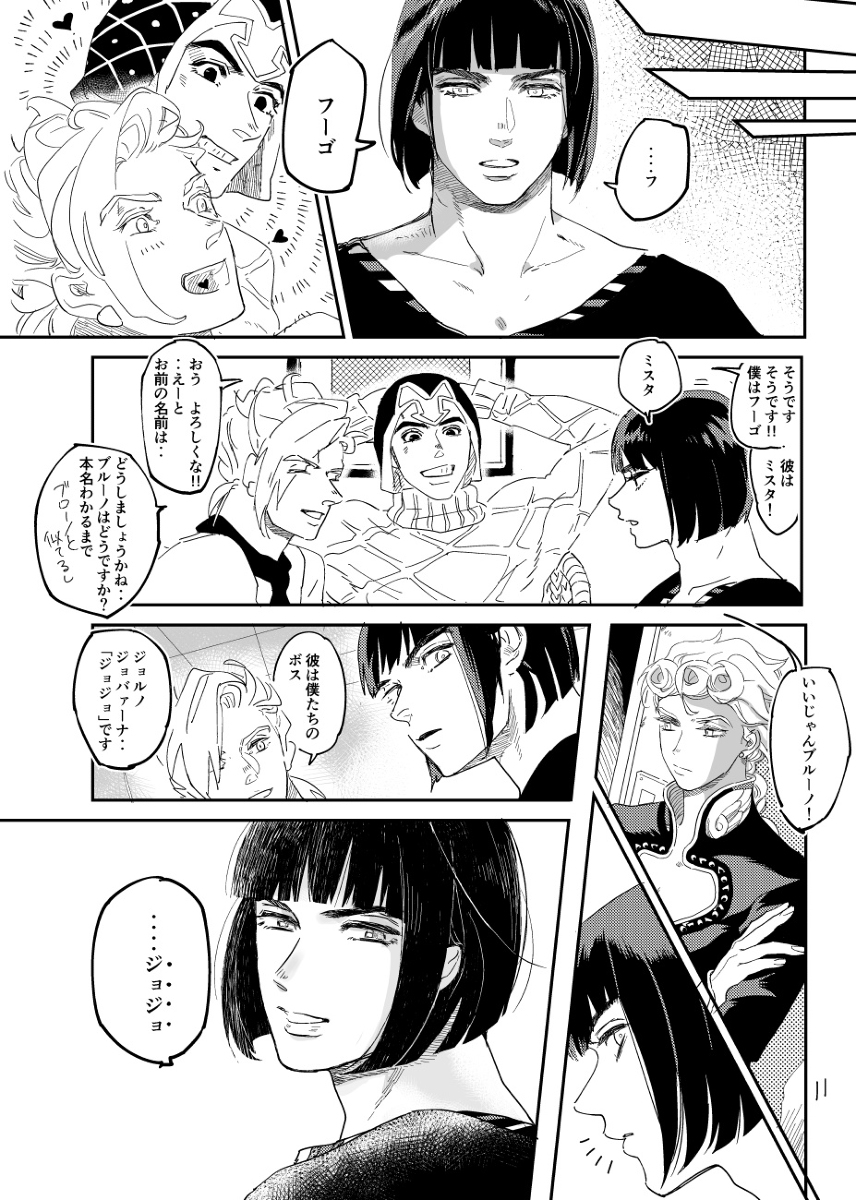 ・・・フ
フーゴ
そうです
そうです!!
僕はフーゴ
・彼は
ミスタ!
ミスタ
おう よろしくな!!
・・えーと
お前の名前は・・
どうしましょうかね・・
ブルーノはどうですか?
本名わかるまで
ブローノと
似てるし
いいじゃんブルーノ!
彼は僕たちの
ボス
ジョルノ
ジョバァーナ・・
「ジョジョ」です
・・・・ジョジョ
11